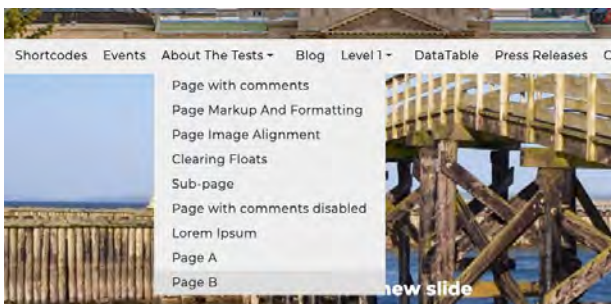 Shortcodes Events About The Tests Blog Level 1 DataTable Press Releases
Page with comments
Page Markup And Formatting
Page Image Alignment
Clearing Floats
Sub-page
Page with comments disabled
Lorem Ipsum
Page A
Page B
new slide